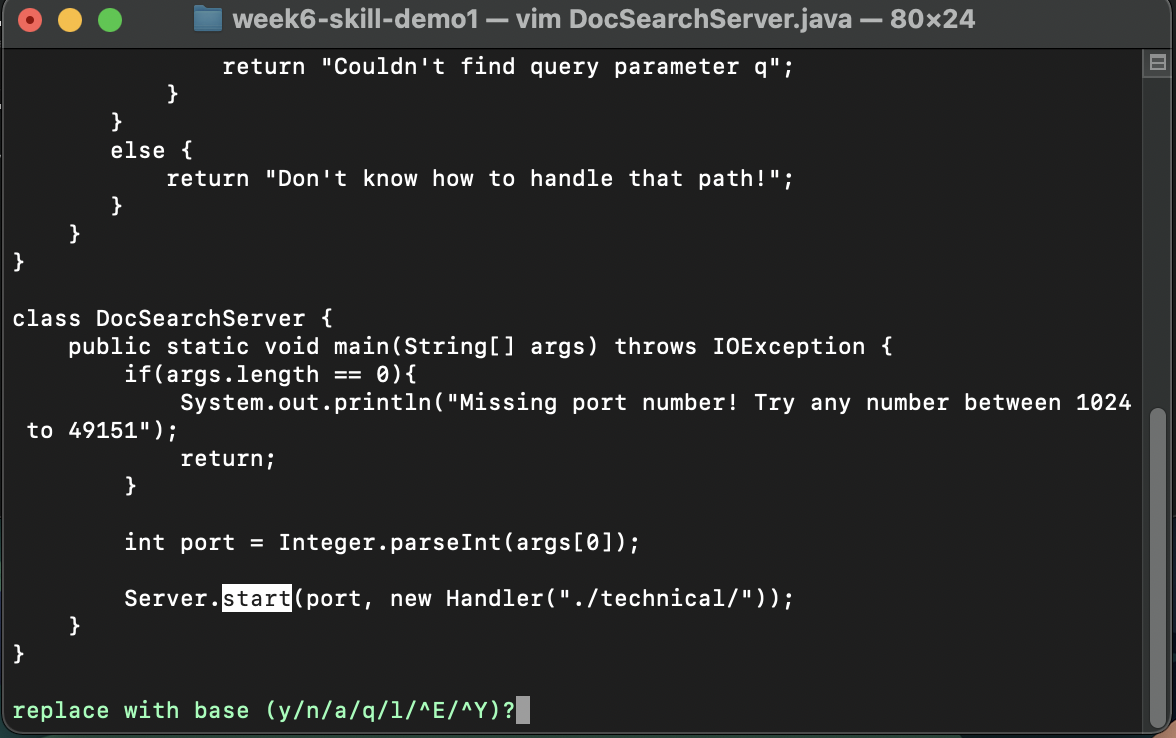 week6-skill-demo1 — vim DocSearchServer.java — 80×24
return "Couldn't find query parameter q";
}
}
else {
return "Don't know how to handle that path!";
}
}
}
class DocSearchServer {
public static void main(String[] args) throws IOException {
if(args.length == 0){
System.out.println("Missing port number! Try any number between 1024
to 49151");
return;
}
int port = Integer.parseInt(args[0]);
Server.start(port, new Handler("./technical/"));
}
}
replace with base (y/n/a/q/l/^E/^Y)?